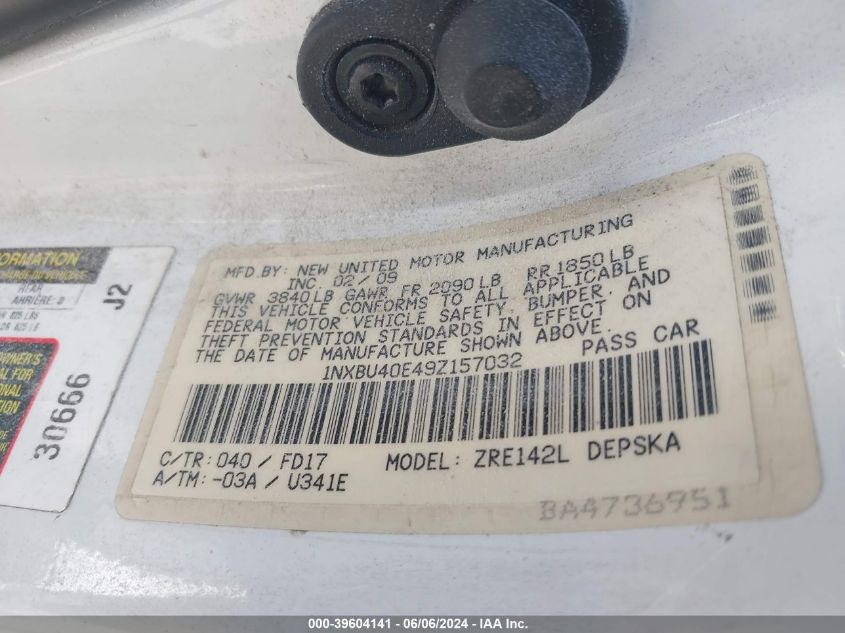 MFD.BY: NEW UNITED MOTOR MANUFACTURING
INC. 02/09
GVWR 3840LB GAWR FR 2090LB RR 1850LB
THIS VEHICLE CONFORMS TO ALL APPLICABLE
FEDERAL MOTOR VEHICLE SAFETY, BUMPER, AND
THEFT PREVENTION STANDARDS IN EFFECT ON
THE DATE OF MANUFACTURE SHOWN ABOVE.
PASS CAR
1NXBU40E49Z157032
C/TR: 040 / FD17 MODEL: ZRE142L DEPSKA
A/TM: -03A / U341E
BAA736951
ORMATION
J2
30666
OWNER'S
000-39604141 - 06/06/2024 - IAA Inc.